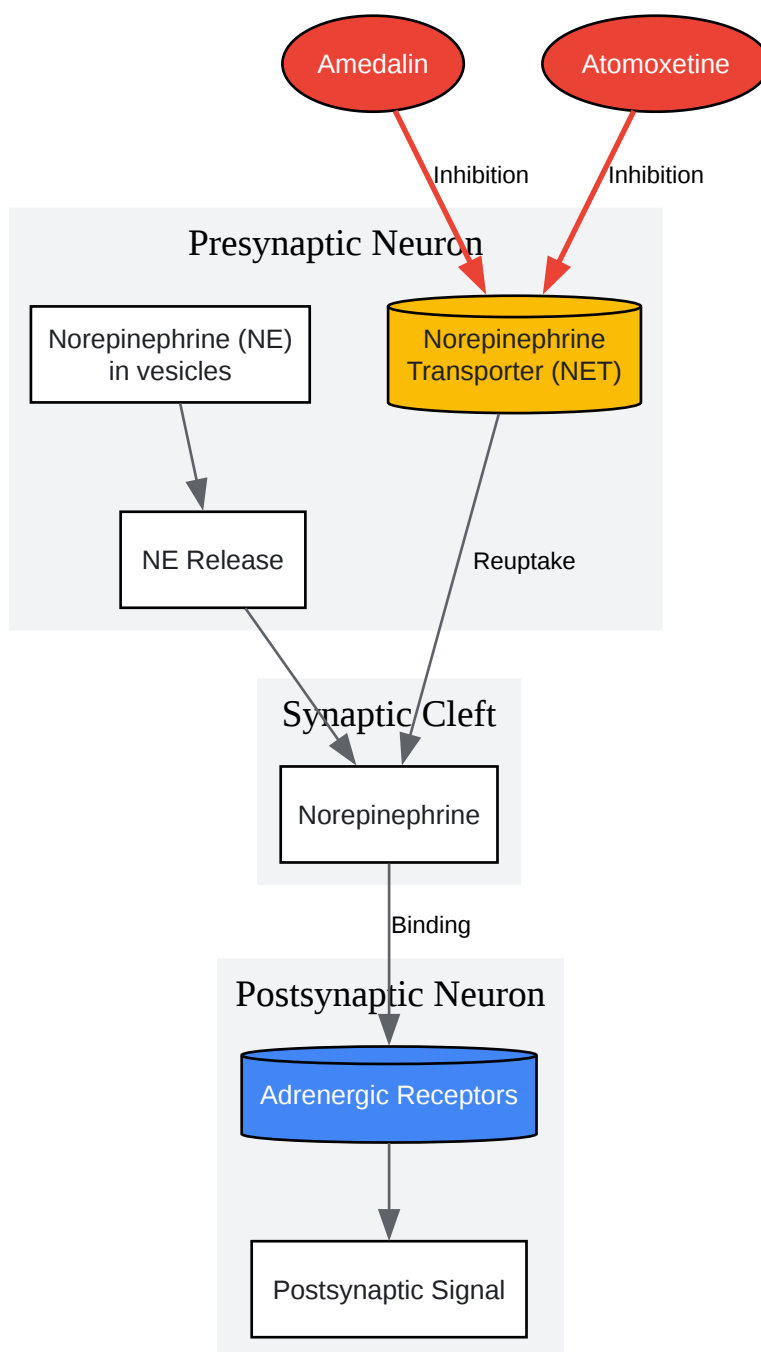 Amedalin
Atomoxetine
Inhibition
Inhibition
Presynaptic Neuron
Norepinephrine (NE)
in vesicles
Norepinephrine
Transporter (NET)
NE Release
Reuptake
Synaptic Cleft
Norepinephrine
Binding
Postsynaptic Neuron
Adrenergic Receptors
Postsynaptic Signal